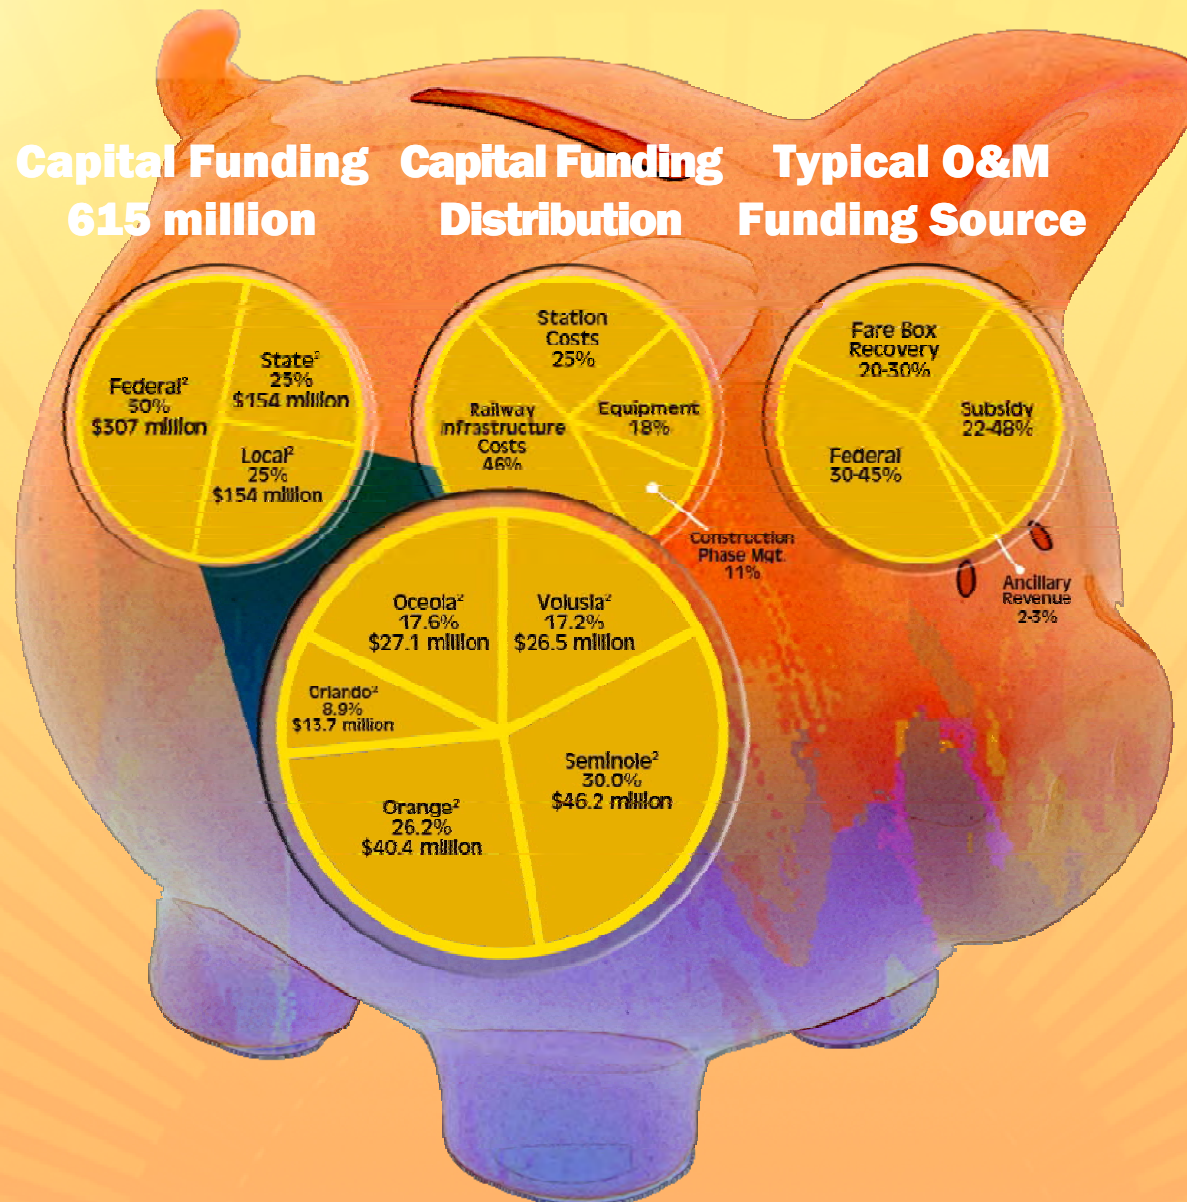 Capital Funding
615 million
Capital Funding
Distribution
Typical O&M
Funding Source
Federal²
50%
$307 million
State²
25%
$154 million
Local²
25%
$154 million
Station
Costs
25%
Railway
Infrastructure
Costs
46%
Equipment
18%
Construction
Phase Mgt.
11%
Fare Box
Recovery
20-30%
Subsidy
22-48%
Federal
30-45%
Ancillary
Revenue
2-3%
Oceola²
17.6%
$27.1 million
Volusia²
17.2%
$26.5 million
Orlando²
8.9%
$13.7 million
Seminole²
30.0%
$46.2 million
Orange²
26.2%
$40.4 million